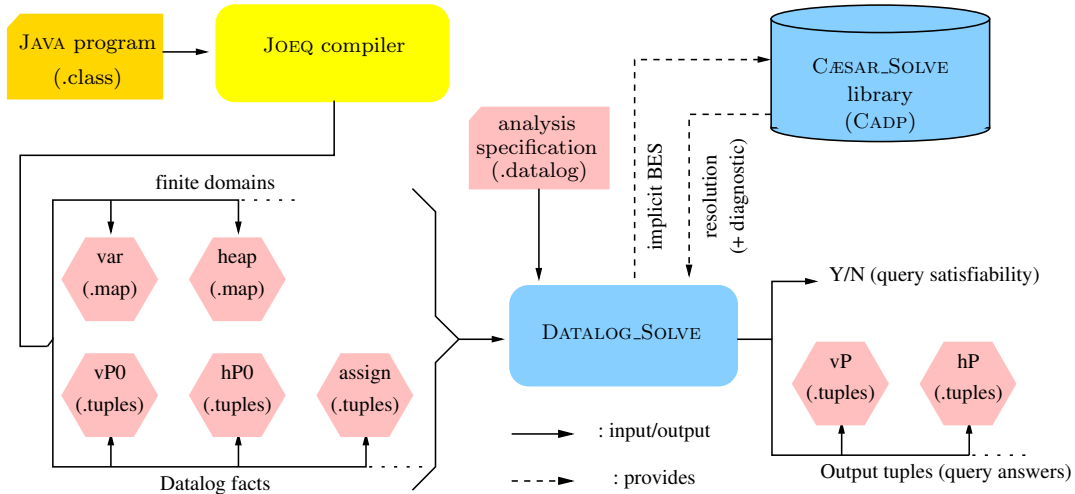 JAVA program
(.class)
JOEQ compiler
CÆSAR_SOLVE
library
(CADP)
analysis
specification
(.datalog)
implicit BES
resolution
(+ diagnostic)
finite domains
var
(.map)
heap
(.map)
vP0
(.tuples)
hP0
(.tuples)
assign
(.tuples)
Datalog facts
DATALOG_SOLVE
Y/N (query satisfiability)
vP
(.tuples)
hP
(.tuples)
Output tuples (query answers)
: input/output
: provides